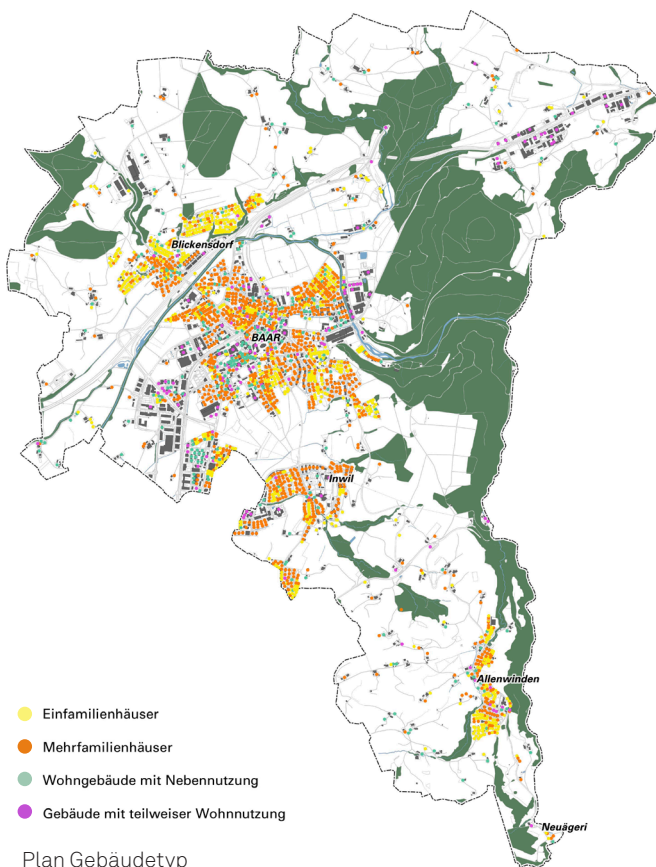 Blickensdorf
BAAR
Inwil
Allenwinden
Einfamilienhäuser
Mehrfamilienhäuser
Wohngebäude mit Nebennutzung
Gebäude mit teilweiser Wohnnutzung
Neuägeri
Plan Gebäudetyp